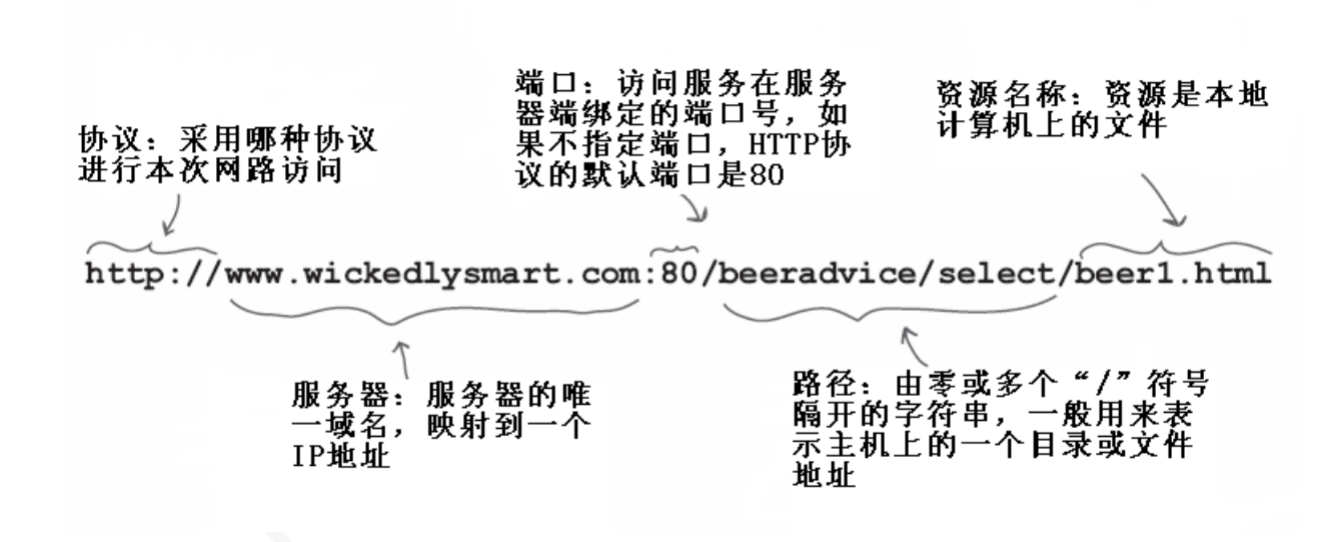 协议：采用哪种协议
进行本次网路访问
端口：访问服务在服务
器端绑定的端口号，如
果不指定端口，HTTP协
议的默认端口是80
资源名称：资源是本地
计算机上的文件
http://www.wickedlysmart.com:80/beeradvice/select/beer1.html
服务器：服务器的唯
一域名，映射到一个
IP地址
路径：由零或多个“/”符号
隔开的字符串，一般用来表
示主机上的一个目录或文件
地址